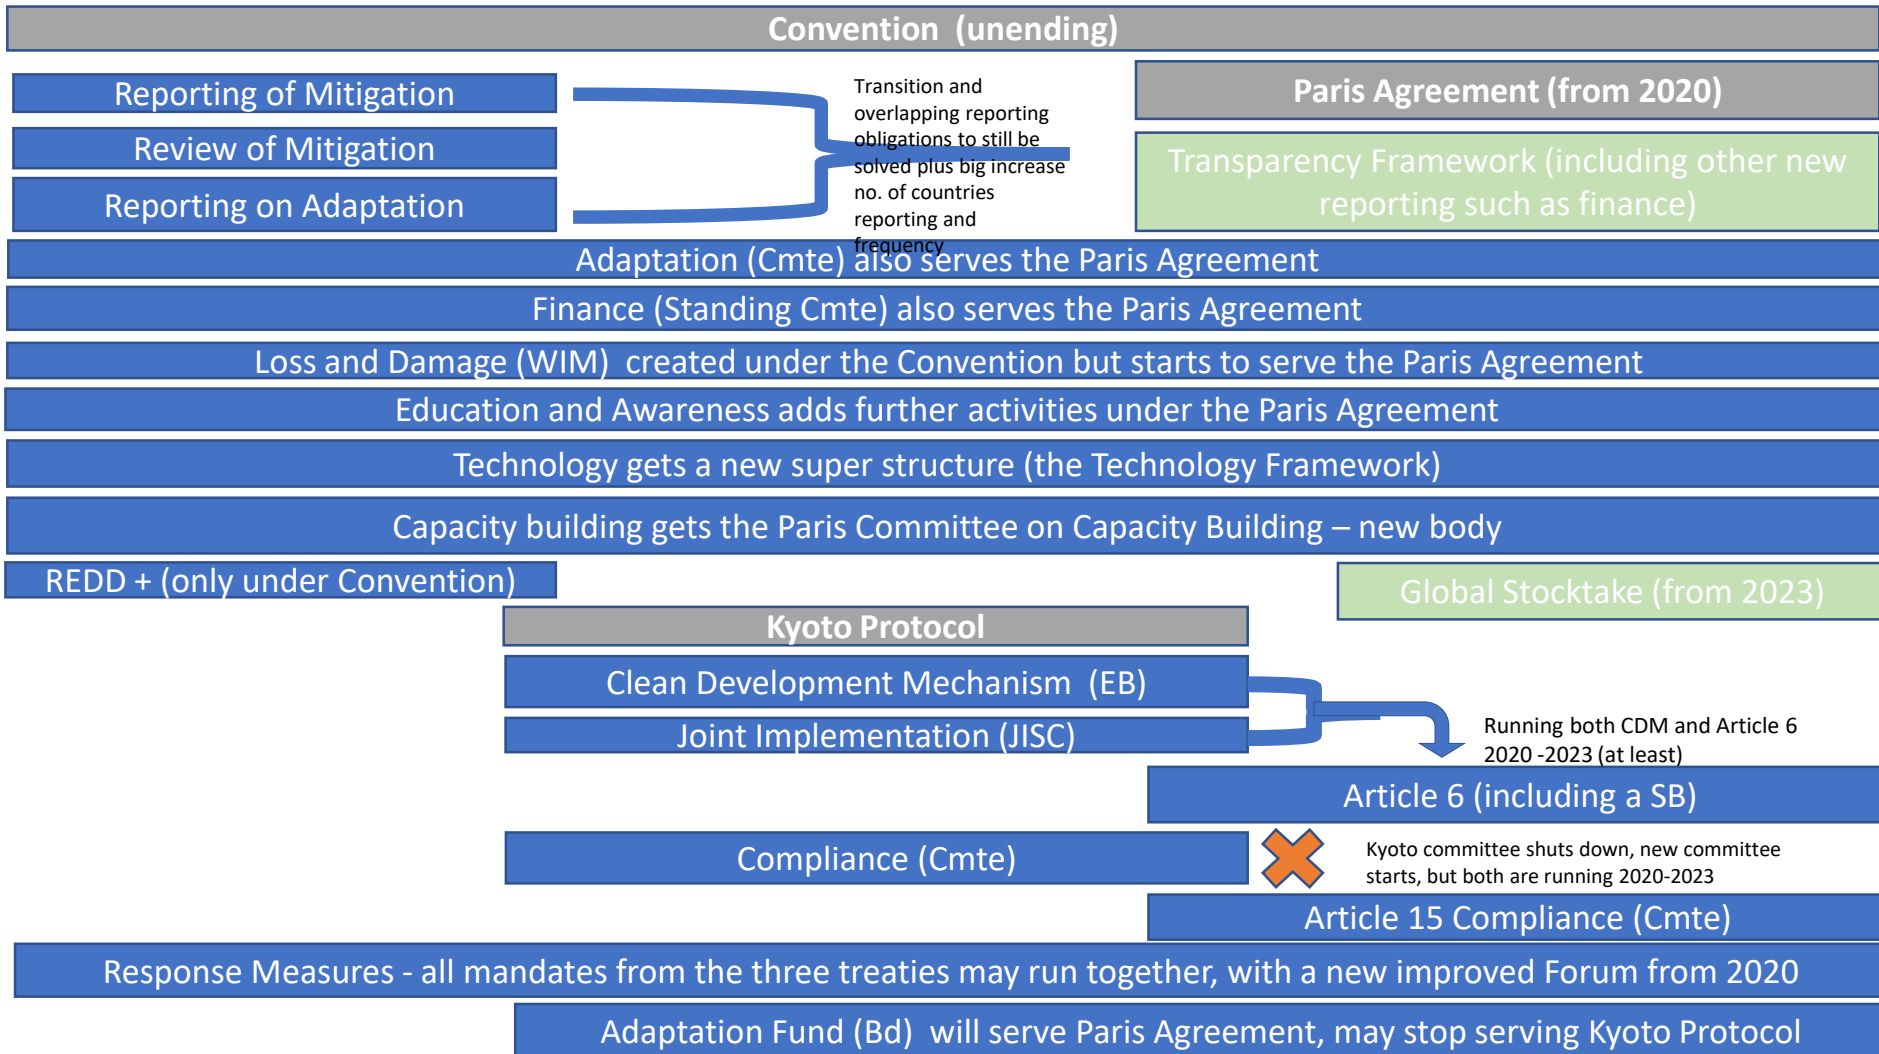 Convention  (unending)
Reporting of Mitigation
Review of Mitigation
Reporting on Adaptation
Transition and
overlapping reporting
obligations to still be
solved plus big increase
no. of countries
reporting and
frequency
Paris Agreement (from 2020)
Transparency Framework (including other new
reporting such as finance)
Adaptation (Cmte) also serves the Paris Agreement
Finance (Standing Cmte) also serves the Paris Agreement
Loss and Damage (WIM)  created under the Convention but starts to serve the Paris Agreement
Education and Awareness adds further activities under the Paris Agreement
Technology gets a new super structure (the Technology Framework)
Capacity building gets the Paris Committee on Capacity Building – new body
REDD + (only under Convention)
Global Stocktake (from 2023)
Kyoto Protocol
Clean Development Mechanism  (EB)
Joint Implementation (JISC)
Running both CDM and Article 6
2020 -2023 (at least)
Article 6 (including a SB)
Compliance (Cmte)
Kyoto committee shuts down, new committee
starts, but both are running 2020-2023
Article 15 Compliance (Cmte)
Response Measures - all mandates from the three treaties may run together, with a new improved Forum from 2020
Adaptation Fund (Bd)  will serve Paris Agreement, may stop serving Kyoto Protocol